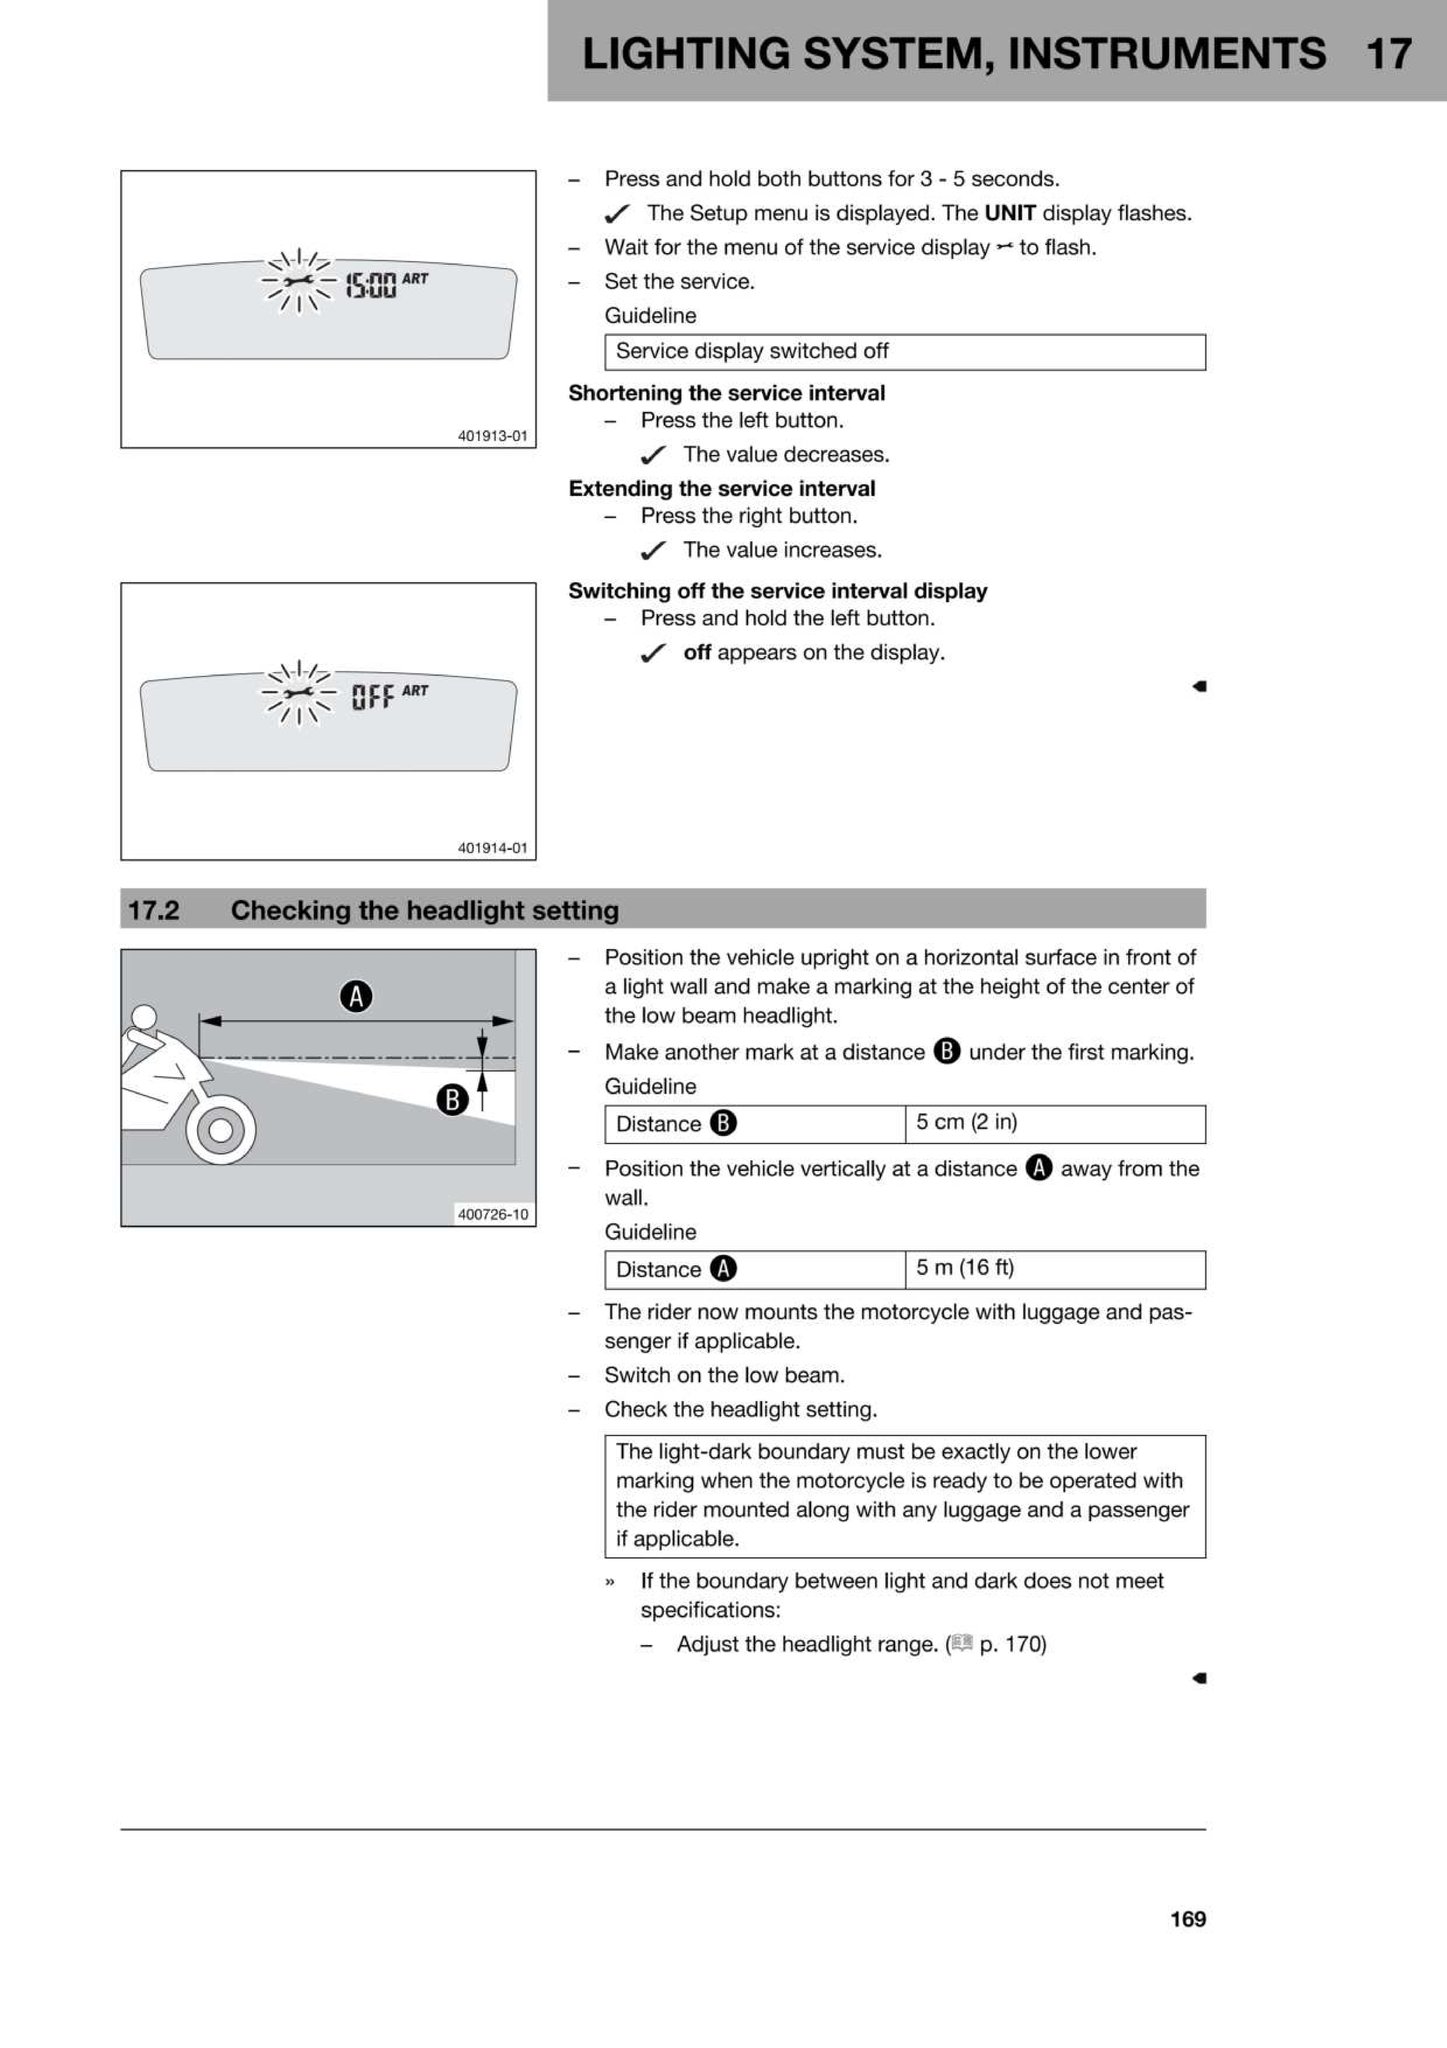 LIGHTING SYSTEM, INSTRUMENTS 17
– Press and hold both buttons for 3 - 5 seconds.
✓ The Setup menu is displayed. The UNIT display flashes.
– Wait for the menu of the service display to flash.
– Set the service.
Guideline
Service display switched off
15:00 ART
401913-01
Shortening the service interval
– Press the left button.
✓ The value decreases.
Extending the service interval
– Press the right button.
✓ The value increases.
Switching off the service interval display
– Press and hold the left button.
✓ off appears on the display.
OFF ART
401914-01
17.2 Checking the headlight setting
A
B
400726-10
– Position the vehicle upright on a horizontal surface in front of
a light wall and make a marking at the height of the center of
the low beam headlight.
– Make another mark at a distance B under the first marking.
Guideline
Distance B 5 cm (2 in)
– Position the vehicle vertically at a distance A away from the
wall.
Guideline
Distance A 5 m (16 ft)
– The rider now mounts the motorcycle with luggage and pas-
senger if applicable.
– Switch on the low beam.
– Check the headlight setting.
The light-dark boundary must be exactly on the lower
marking when the motorcycle is ready to be operated with
the rider mounted along with any luggage and a passenger
if applicable.
» If the boundary between light and dark does not meet
specifications:
– Adjust the headlight range. ( p. 170)
169